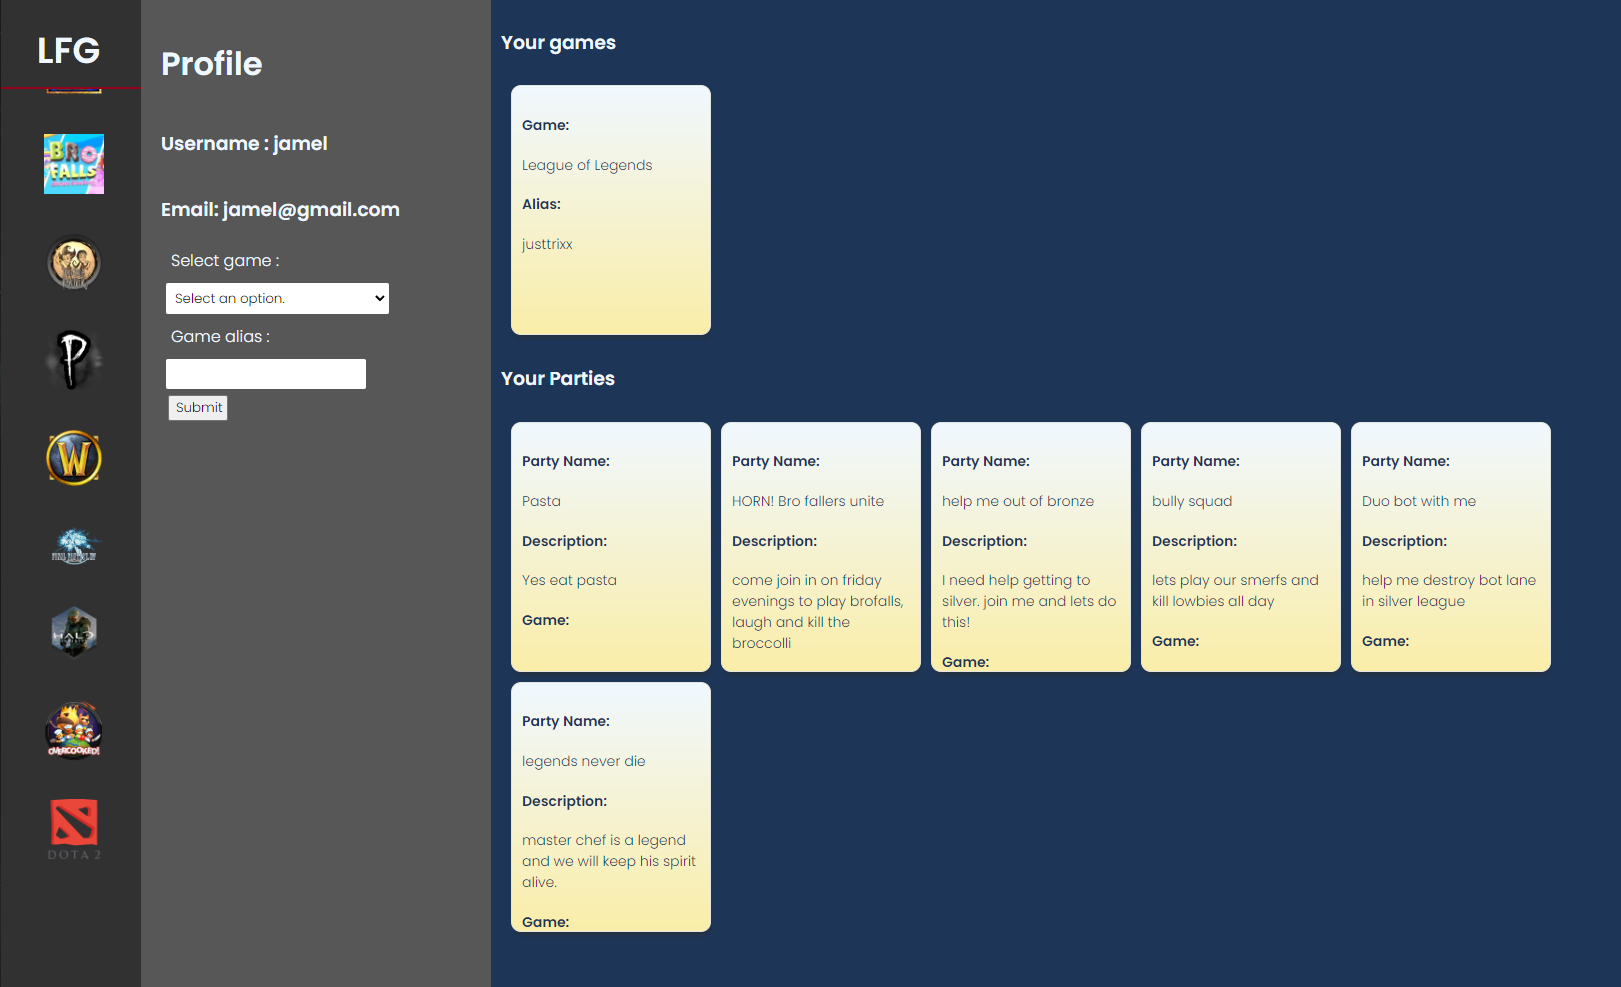 LFG
BRO
FALLS
W
HALO
OVERCOOKED!
DOTA 2
Profile
Username : jamel
Email: jamel@gmail.com
Select game :
Select an option.
Game alias :
Submit
Your games
Game:
League of Legends
Alias:
justtrixx
Your Parties
Party Name:
Pasta
Description:
Yes eat pasta
Game:
Party Name:
HORN! Bro fallers unite
Description:
come join in on friday
evenings to play brofalls,
laugh and kill the
broccolli
Party Name:
help me out of bronze
Description:
I need help getting to
silver. join me and lets do
this!
Game:
Party Name:
bully squad
Description:
lets play our smerfs and
kill lowbies all day
Game:
Party Name:
Duo bot with me
Description:
help me destroy bot lane
in silver league
Game:
Party Name:
legends never die
Description:
master chef is a legend
and we will keep his spirit
alive.
Game: